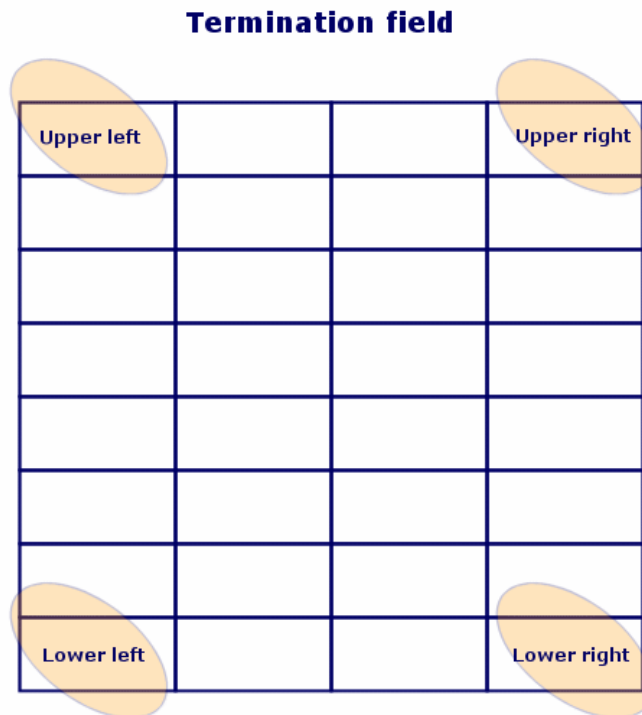 Termination field
Upper left
Upper right
Lower left
Lower right